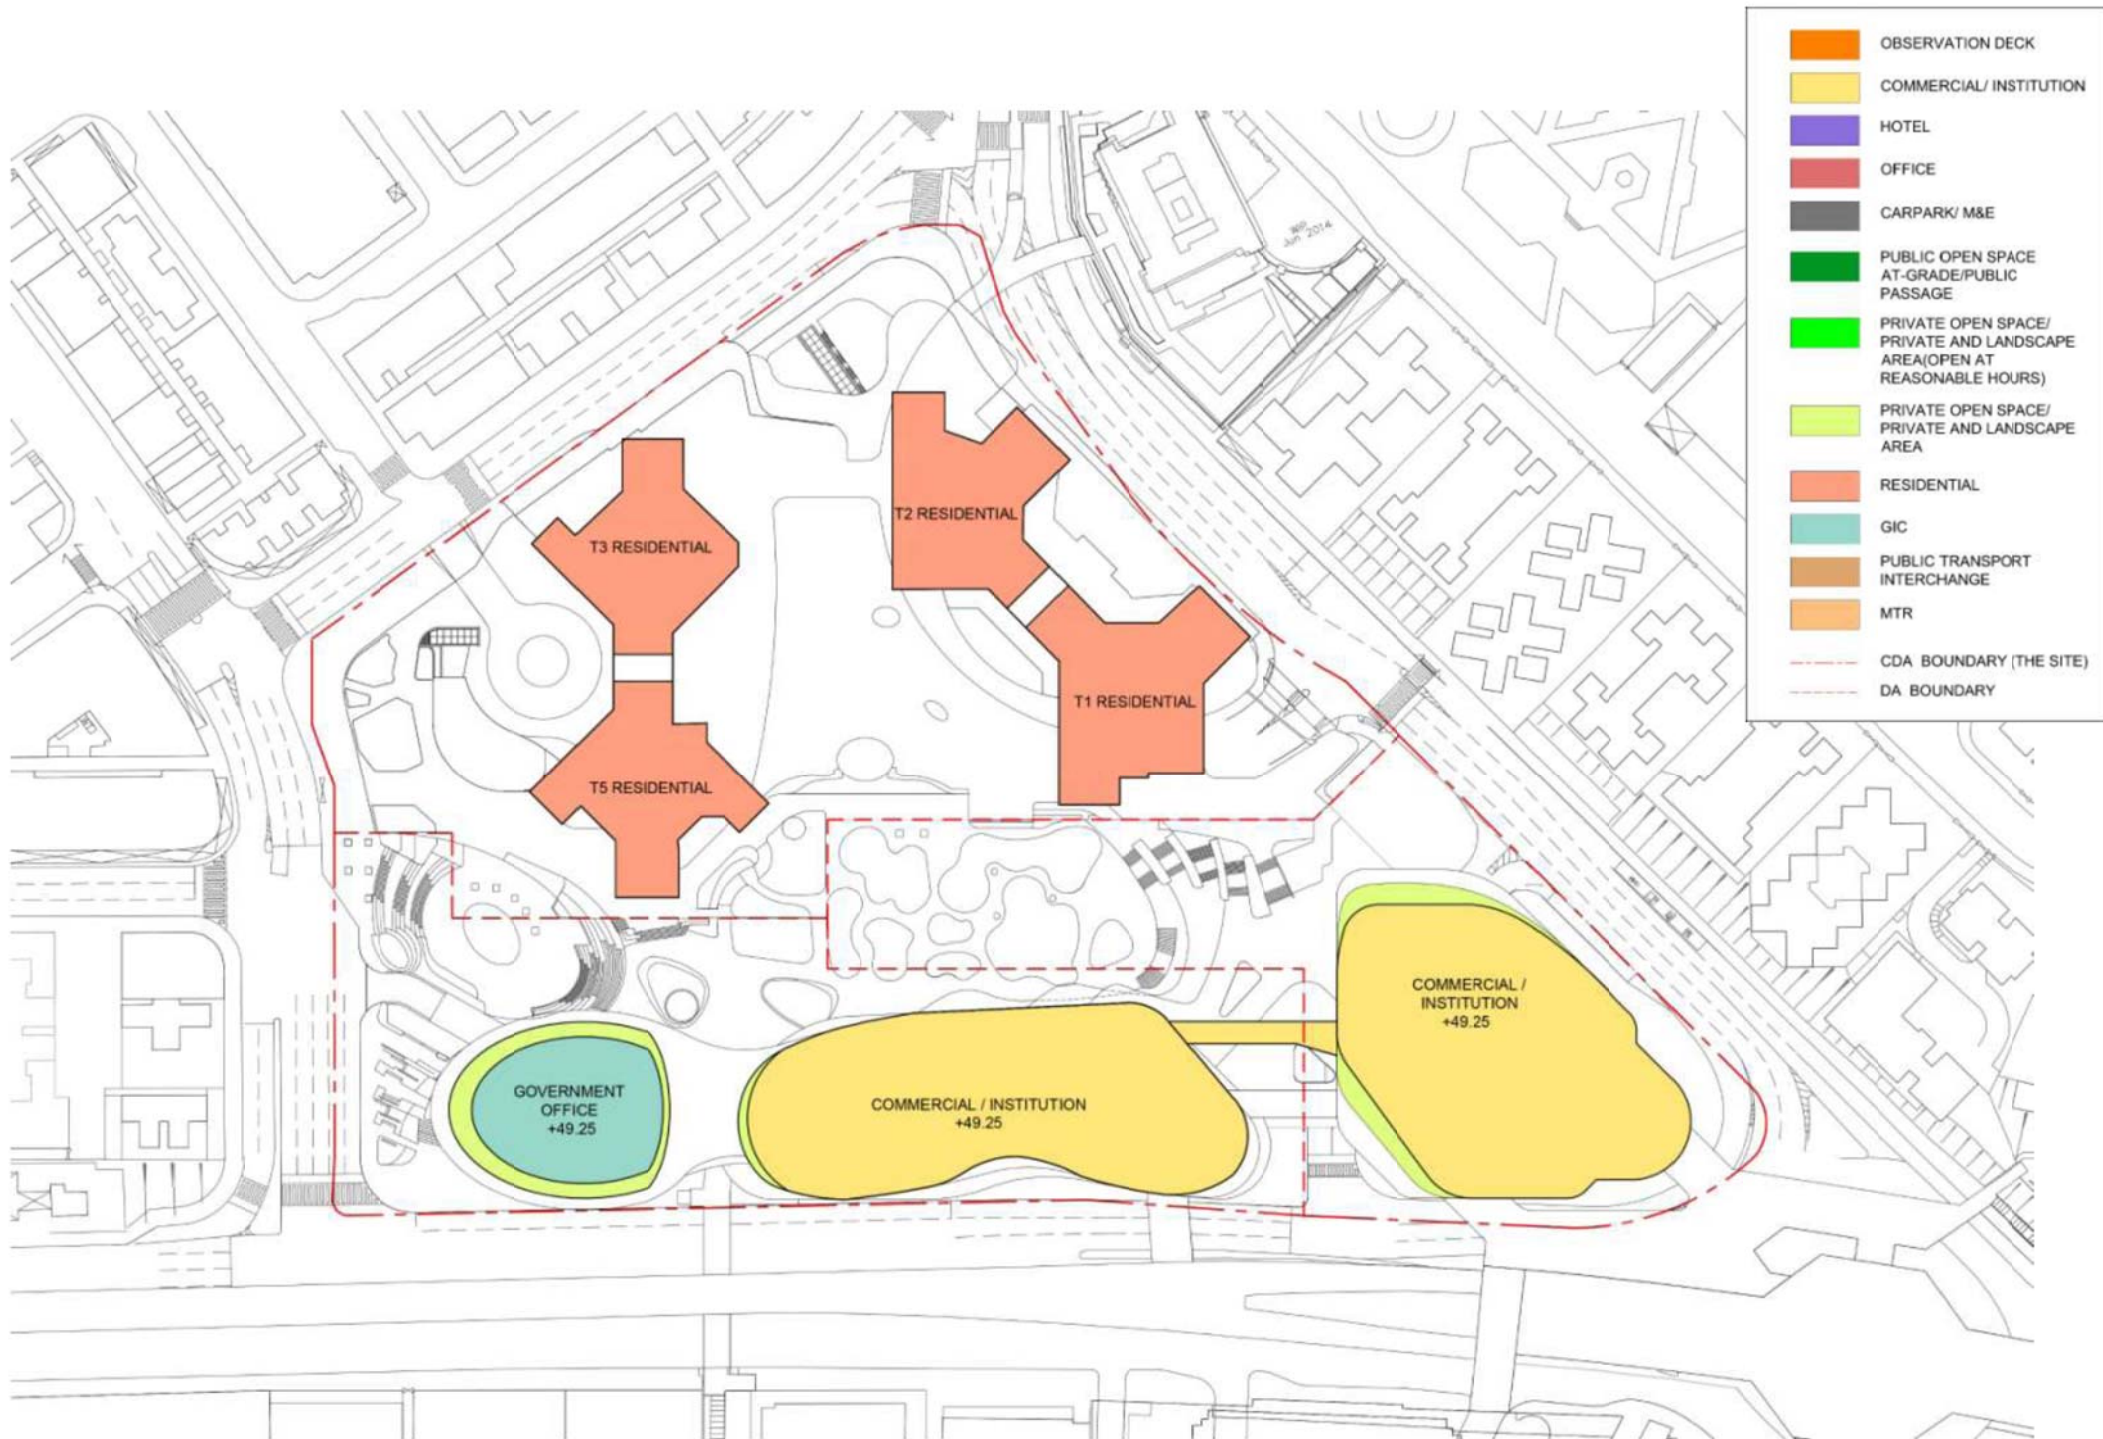 OBSERVATION DECK
COMMERCIAL/ INSTITUTION
HOTEL
OFFICE
CARPARK/ M&E
PUBLIC OPEN SPACE
AT-GRADE/PUBLIC
PASSAGE
PRIVATE OPEN SPACE/
PRIVATE AND LANDSCAPE
AREA(OPEN AT
REASONABLE HOURS)
PRIVATE OPEN SPACE/
PRIVATE AND LANDSCAPE
AREA
RESIDENTIAL
GIC
PUBLIC TRANSPORT
INTERCHANGE
MTR
CDA BOUNDARY (THE SITE)
DA BOUNDARY
WIP
Jun 2014
T2 RESIDENTIAL
T3 RESIDENTIAL
T1 RESIDENTIAL
T5 RESIDENTIAL
COMMERCIAL /
INSTITUTION
+49.25
GOVERNMENT
OFFICE
+49.25
COMMERCIAL / INSTITUTION
+49.25